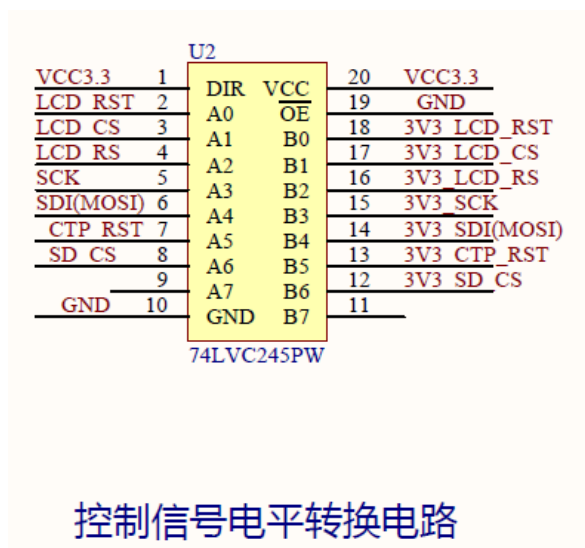 U2
VCC3.3 1 DIR VCC 20 VCC3.3
LCD_RST 2 A0 OE 19 GND
LCD_CS 3 A1 B0 18 3V3_LCD_RST
LCD_RS 4 A2 B1 17 3V3_LCD_CS
SCK 5 A3 B2 16 3V3_LCD_RS
SDI(MOSI) 6 A4 B3 15 3V3_SCK
CTP_RST 7 A5 B4 14 3V3_SDI(MOSI)
SD_CS 8 A6 B5 13 3V3_CTP_RST
9 A7 B6 12 3V3_SD_CS
GND 10 GND B7 11
74LVC245PW
控制信号电平转换电路